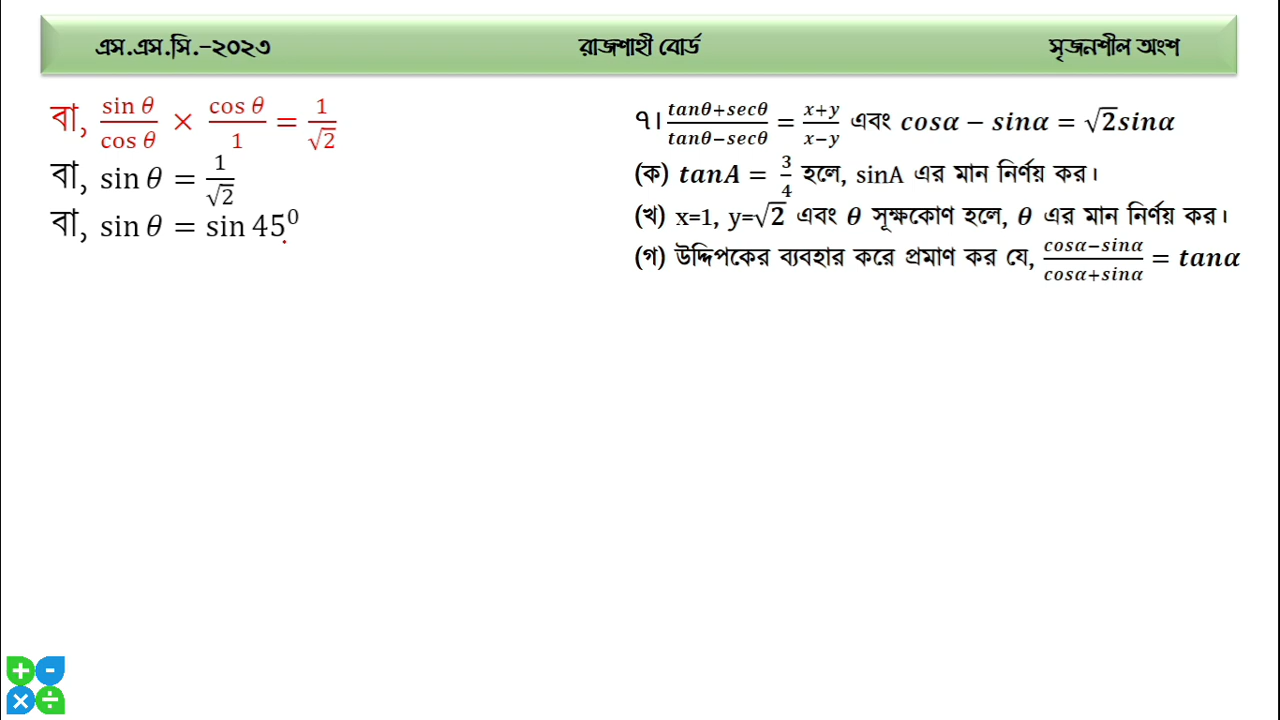 এস.এস.সি.-২০২৩ রাজশাহী বোর্ড সৃজনশীল অংশ
বা, sin θ/cos θ × cos θ/1 = 1/√2
বা, sin θ = 1/√2
বা, sin θ = sin 45⁰
৭। tanθ+secθ/tanθ−secθ = x+y/x−y এবং cosα − sinα = √2sinα
(ক) tanA = 3/4 হলে, sinA এর মান নির্ণয় কর।
(খ) x=1, y=√2 এবং θ সূক্ষকোণ হলে, θ এর মান নির্ণয় কর।
(গ) উদ্দিপকের ব্যবহার করে প্রমাণ কর যে, cosα−sinα/cosα+sinα = tanα
+ -
× ÷